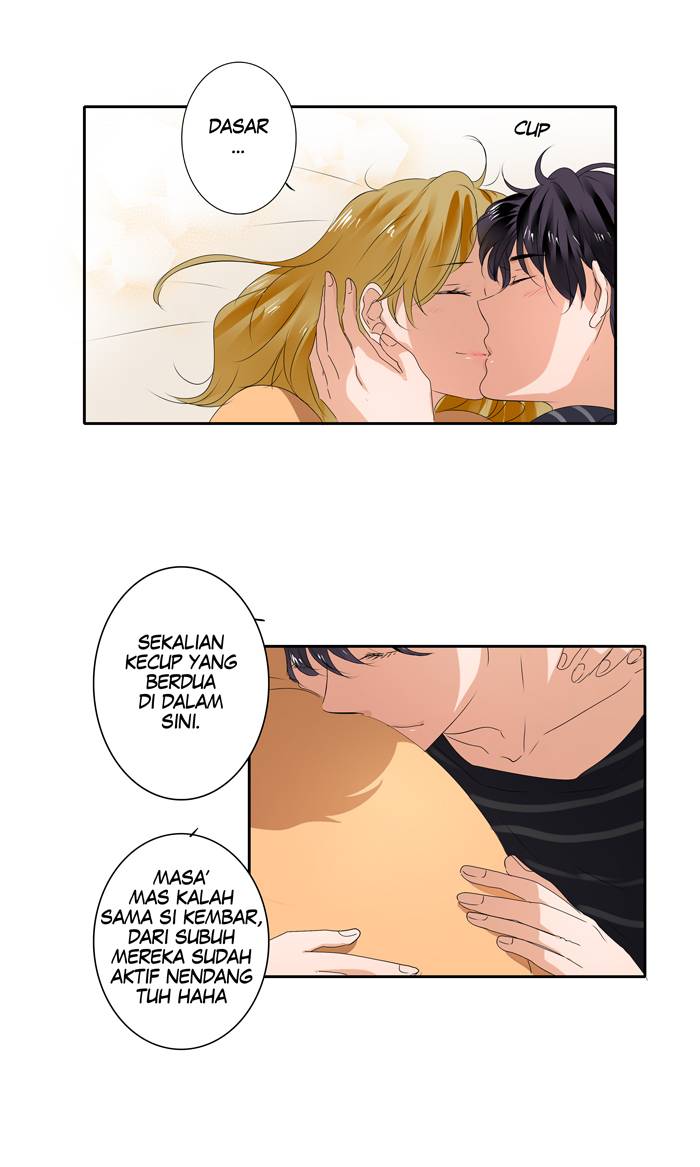 DASAR
...
CUP
SEKALIAN
KECUP YANG
BERDUA
DI DALAM
SINI.
MASA'
MAS KALAH
SAMA SI KEMBAR,
DARI SUBUH
MEREKA SUDAH
AKTIF NENDANG
TUH HAHA